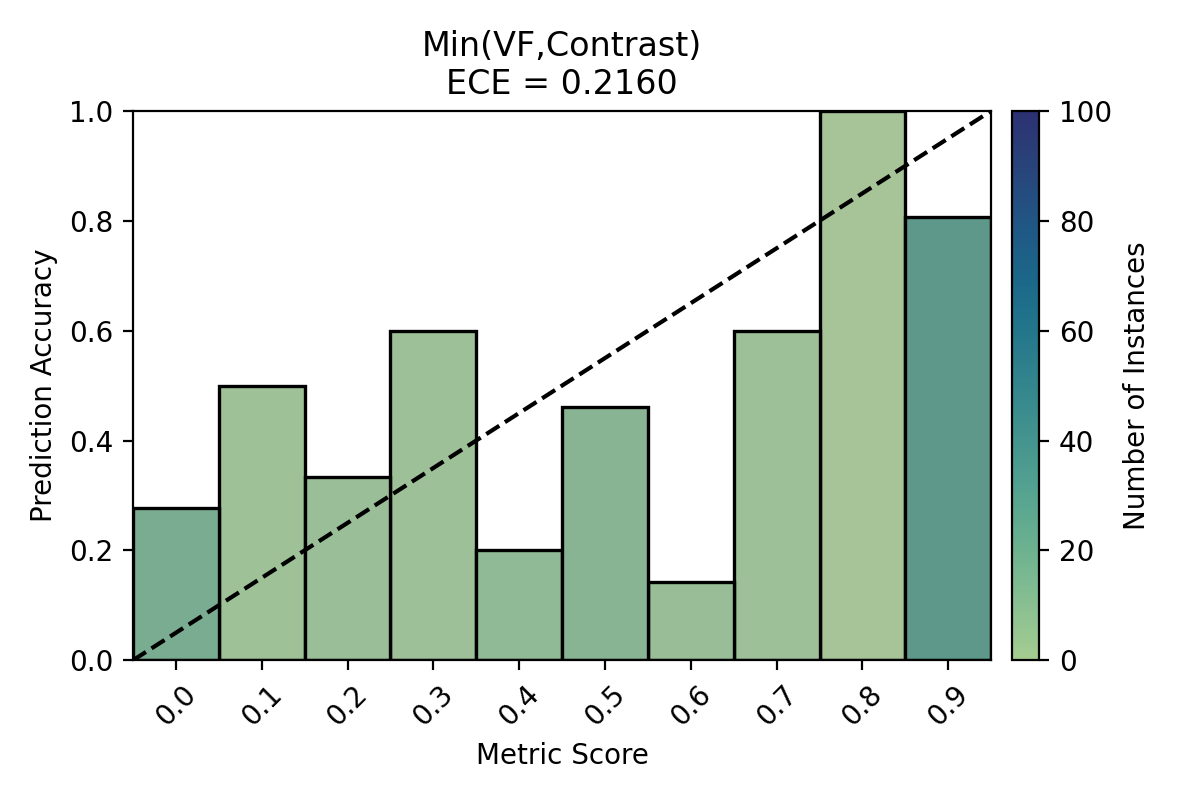 Min(VF,Contrast)
ECE = 0.2160
1.0
0.8
0.6
0.4
0.2
0.0
Prediction Accuracy
0.0 0.1 0.2 0.3 0.4 0.5 0.6 0.7 0.8 0.9
Metric Score
100
80
60
40
20
0
Number of Instances